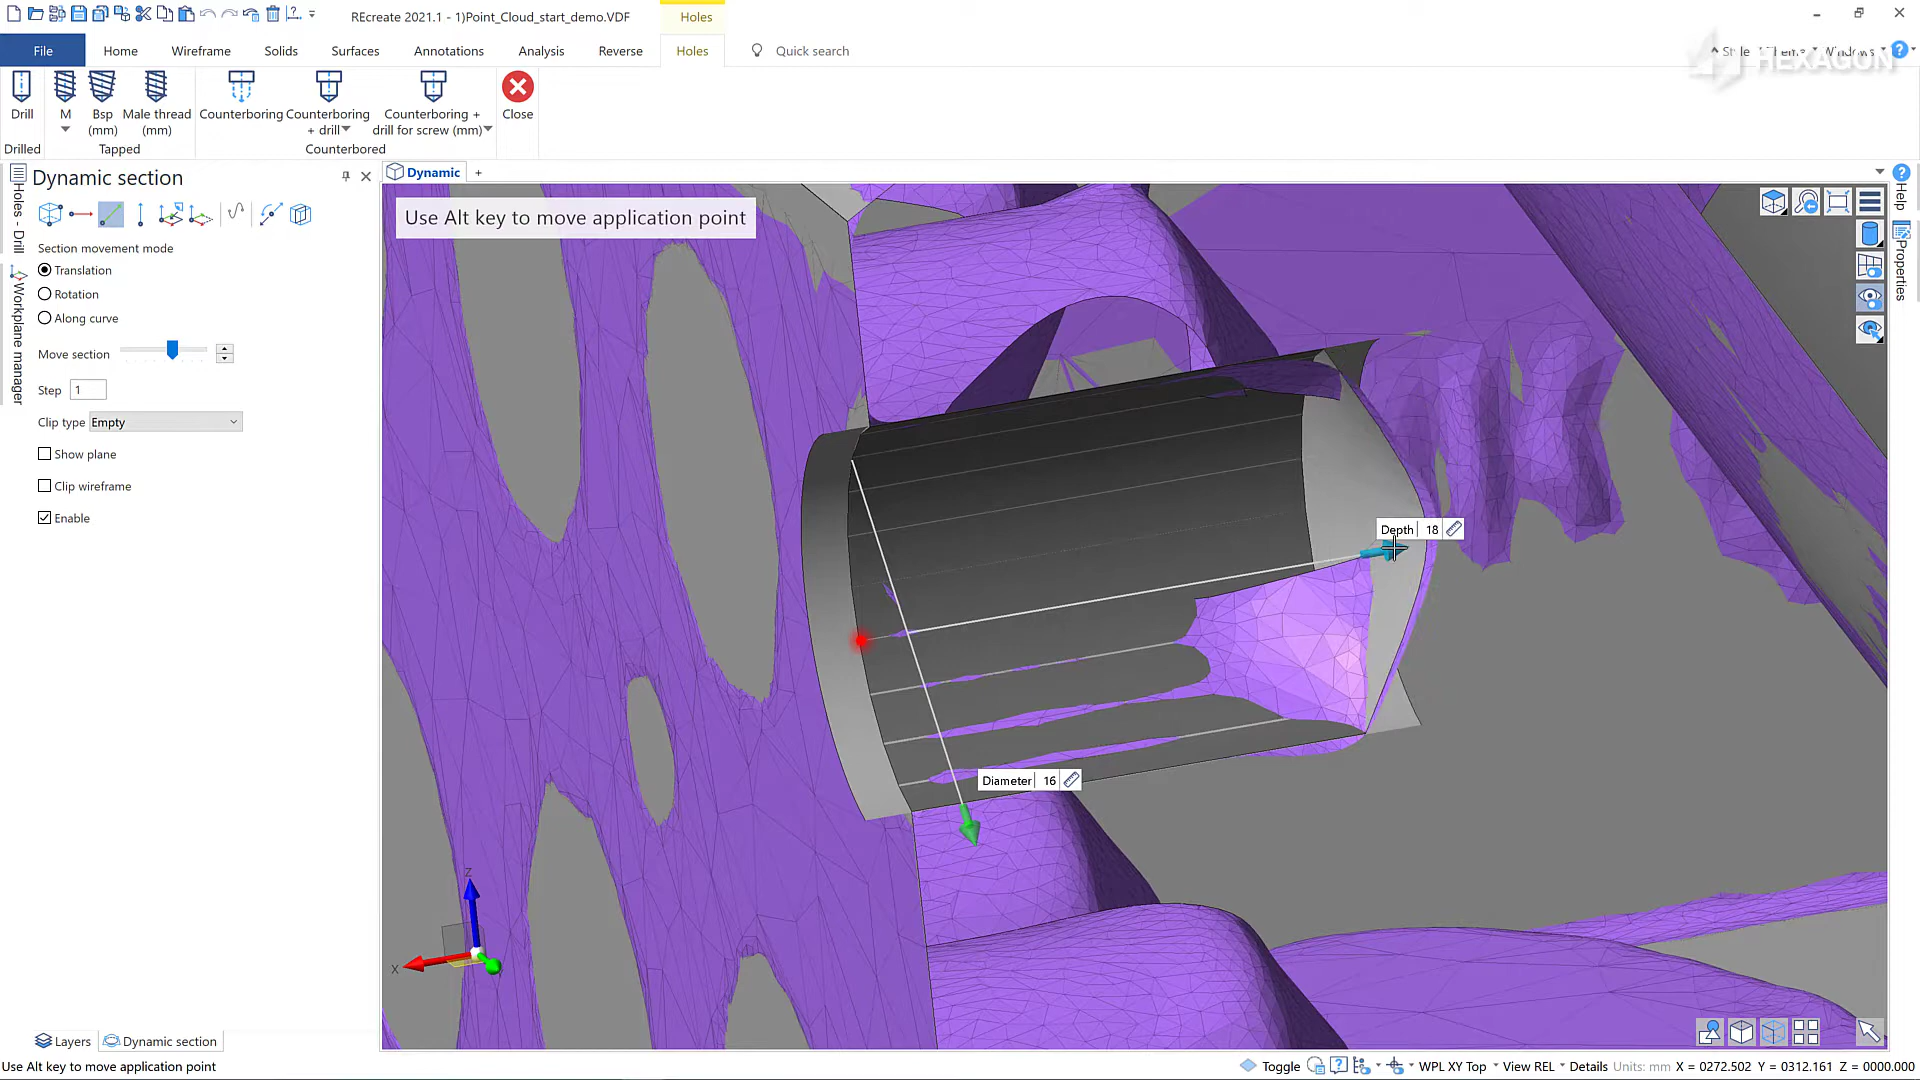 REcreate 2021.1 - 1)Point_Cloud_start_demo.VDF
Holes
File
Home
Wireframe
Solids
Surfaces
Annotations
Analysis
Reverse
Holes
Quick search
Style
Theme
Windows
HEXAGON
Drill
M
Bsp
(mm)
Male thread
(mm)
Counterboring
Counterboring
+ drill
Counterboring +
drill for screw (mm)
Close
Drilled
Tapped
Counterbored
Dynamic section
Dynamic
+
Holes - Drill
Workplane manager
Help
Properties
Use Alt key to move application point
Section movement mode
Translation
Rotation
Along curve
Move section
Step
1
Clip type
Empty
Show plane
Clip wireframe
Enable
Depth 18
Diameter 16
Z
X
Layers
Dynamic section
Use Alt key to move application point
Toggle
WPL XY Top
View REL
Details
Units: mm
X = 0272.502 Y = 0312.161 Z = 0000.000